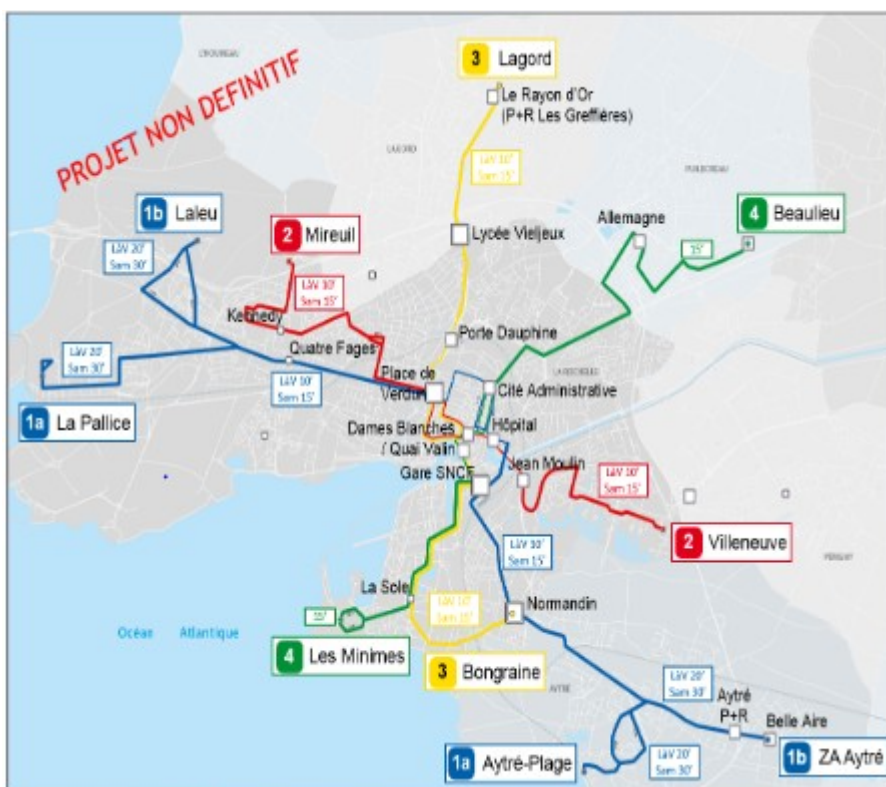 PROJET NON DEFINITIF
3 Lagord
Le Rayon d'Or
(P+R Les Greffières)
LàV 10'
Sam 15'
LAGORD
1b Laleu
2 Mireuil
Lycée Vieljeux
Allemagne
4 Beaulieu
15'
LàV 20'
Sam 30'
LàV 10'
Sam 15'
Kennedy
Quatre Fages
Porte Dauphine
LàV 20'
Sam 30'
LàV 10'
Sam 15'
Place de
Verdun
Cité Administrative
1a La Pallice
Dames Blanches
/ Quai Valin
Hôpital
Gare SNCF
Jean Moulin
LàV 10'
Sam 15'
2 Villeneuve
LàV 10'
Sam 15'
La Sole
LàV 10'
Sam 15'
Normandin
15'
Océan Atlantique
4 Les Minimes
3 Bongraine
AYTRE
LàV 20'
Sam 30'
Aytré
P+R
Belle Aire
1a Aytré-Plage
LàV 20'
Sam 30'
1b ZA Aytré